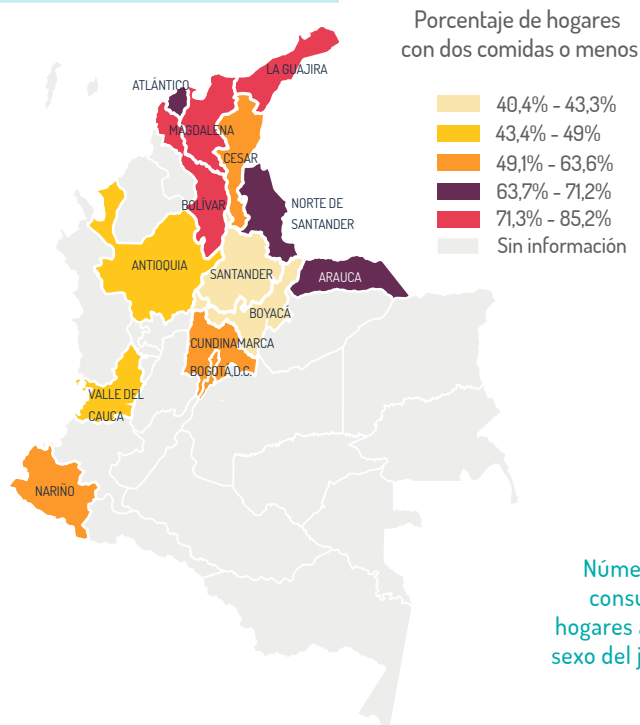 Porcentaje de hogares
con dos comidas o menos
40,4% - 43,3%
43,4% - 49%
49,1% - 63,6%
63,7% - 71,2%
71,3% - 85,2%
Sin información
LA GUAJIRA
ATLÁNTICO
MAGDALENA
CESAR
BOLÍVAR
NORTE DE
SANTANDER
ANTIOQUIA
SANTANDER
ARAUCA
BOYACÁ
CUNDINAMARCA
BOGOTÁ,D.C.
VALLE DEL
CAUCA
NARIÑO
Núme
consu
hogares a
sexo del j